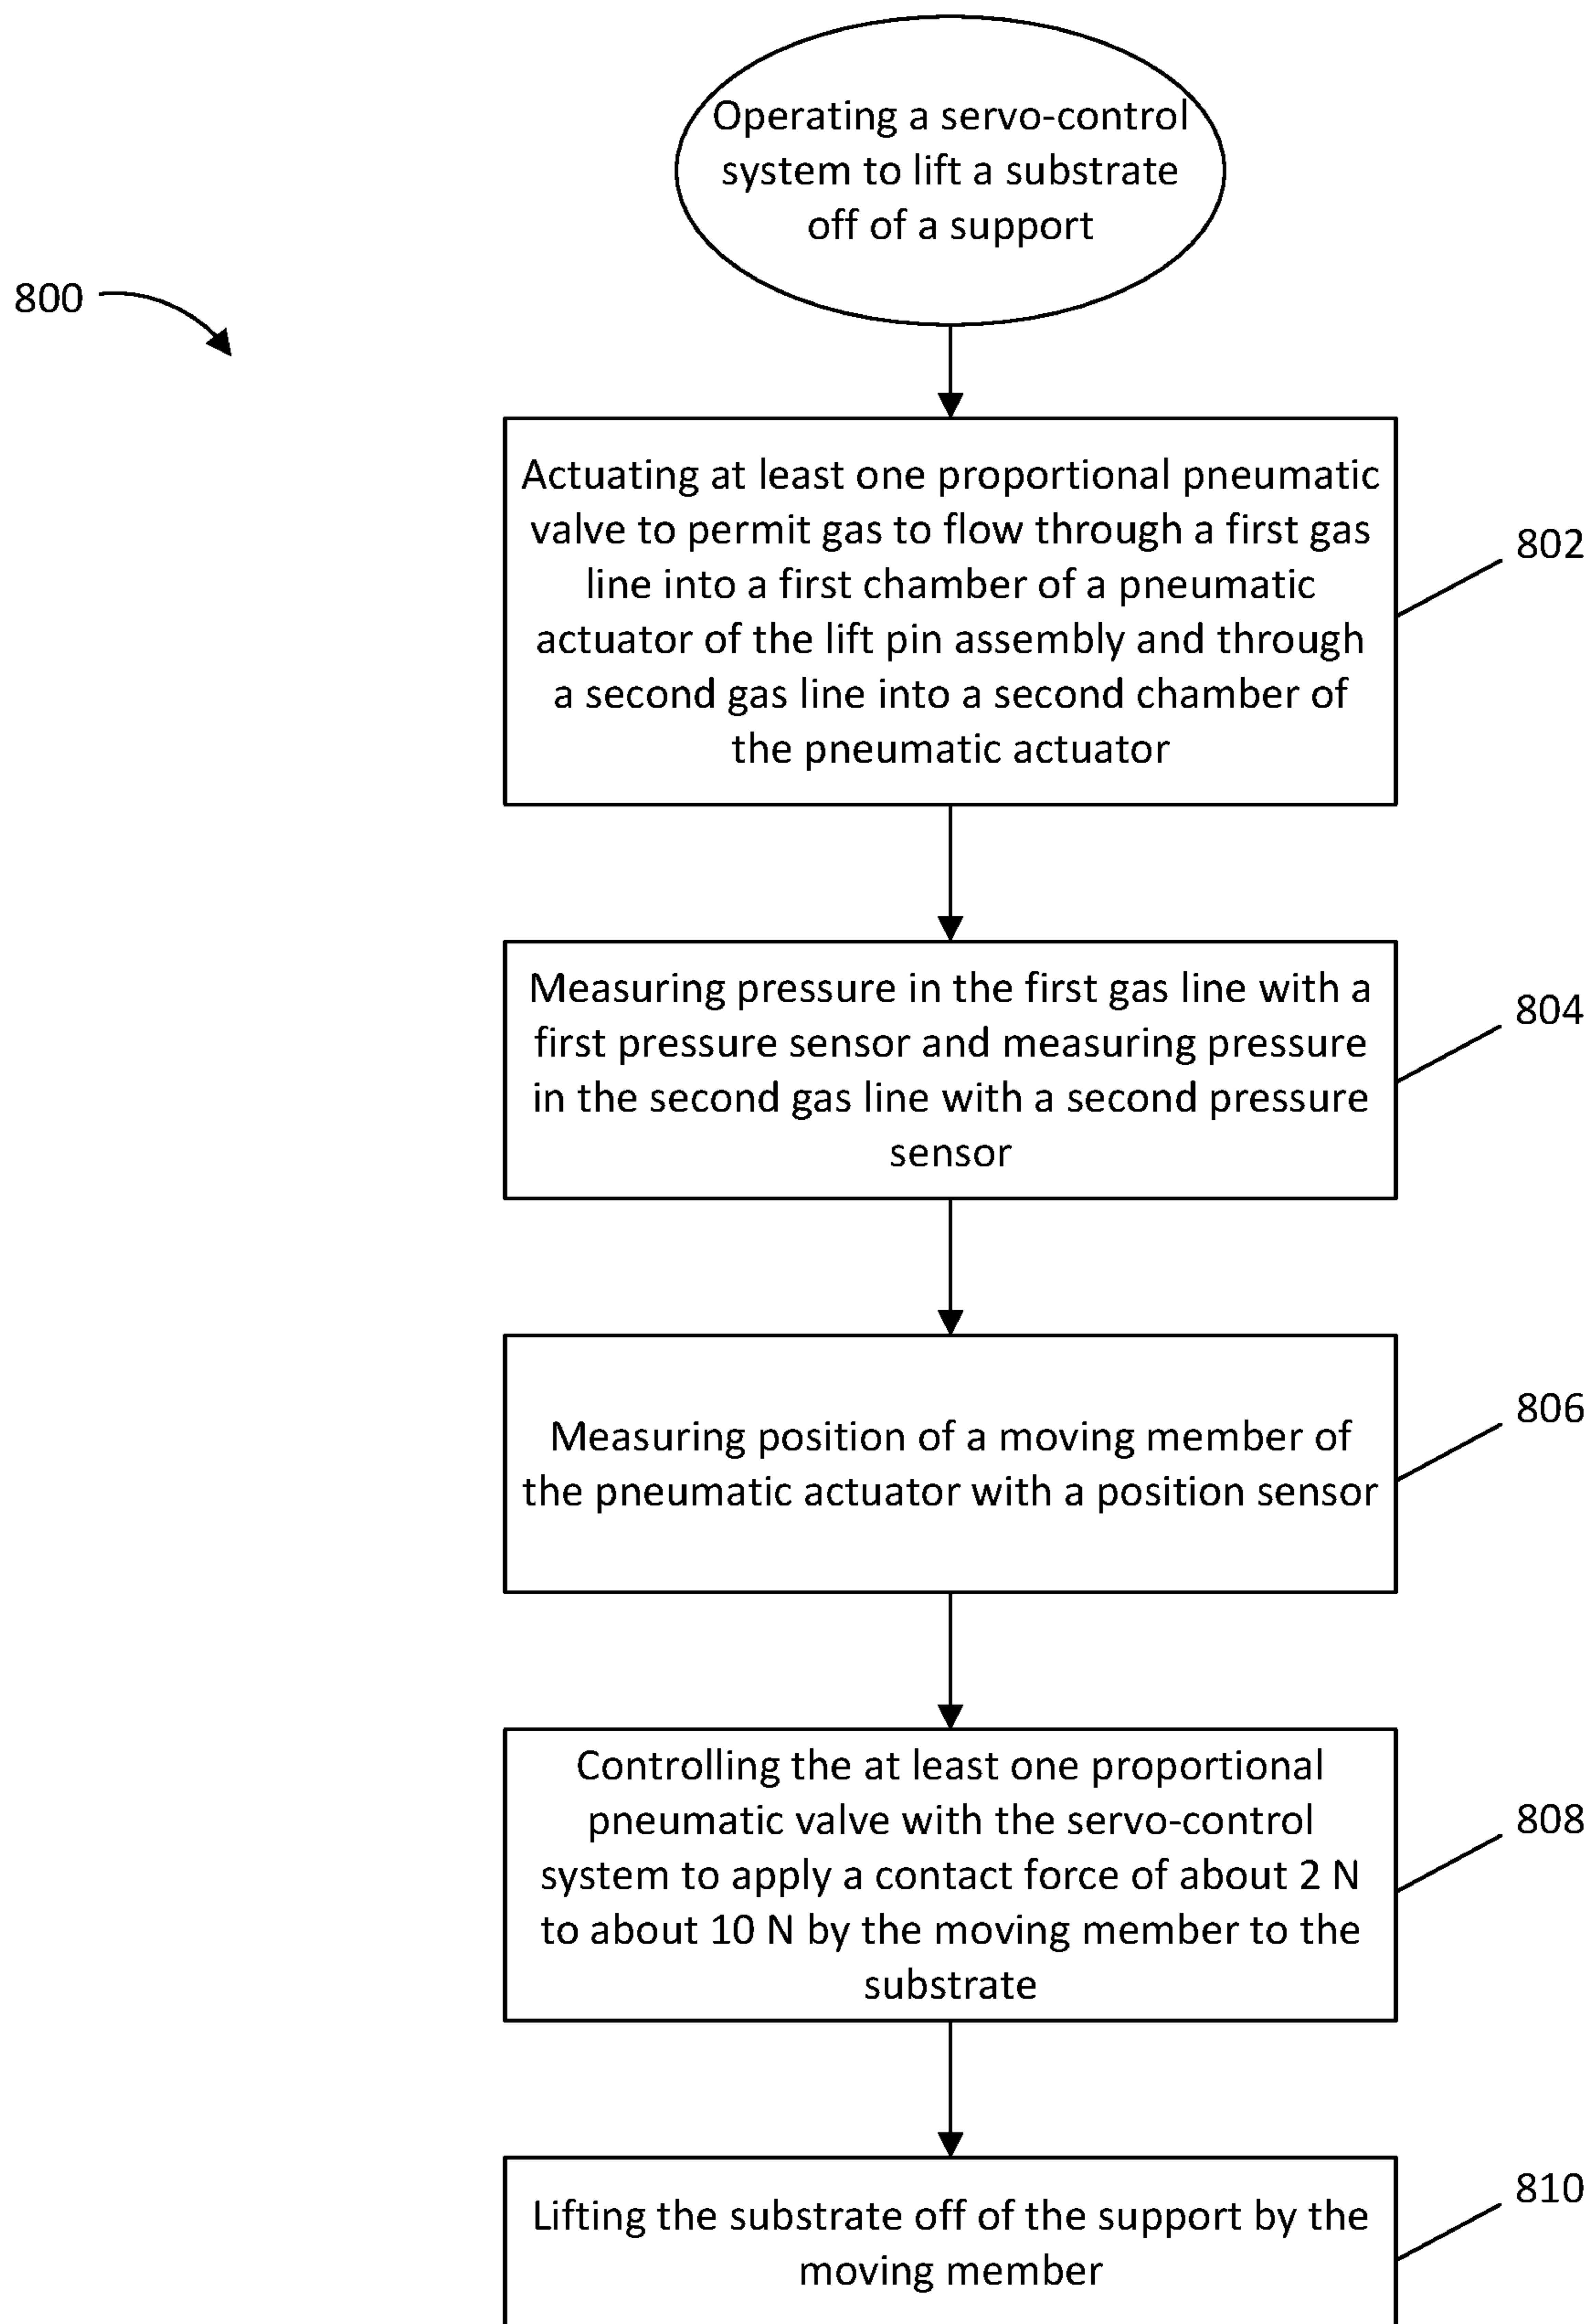 Operating a servo-control
system to lift a substrate
off of a support
800
Actuating at least one proportional pneumatic
valve to permit gas to flow through a first gas
line into a first chamber of a pneumatic
actuator of the lift pin assembly and through
a second gas line into a second chamber of
the pneumatic actuator
802
Measuring pressure in the first gas line with a
first pressure sensor and measuring pressure
in the second gas line with a second pressure
sensor
804
Measuring position of a moving member of
the pneumatic actuator with a position sensor
806
Controlling the at least one proportional
pneumatic valve with the servo-control
system to apply a contact force of about 2 N
to about 10 N by the moving member to the
substrate
808
Lifting the substrate off of the support by the
moving member
810